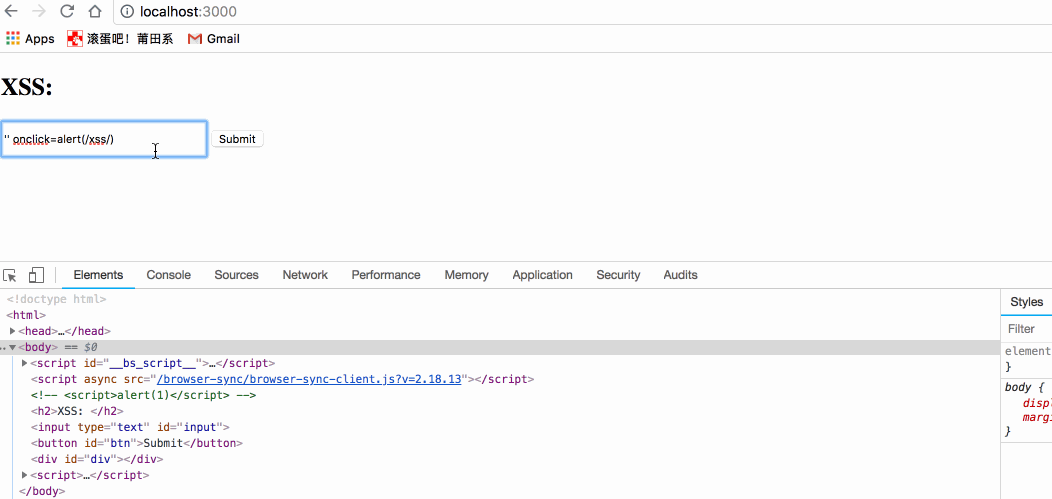 localhost:3000
Apps 滚蛋吧！莆田系 Gmail
XSS:
'' onclick=alert(/xss/) Submit
Elements Console Sources Network Performance Memory Application Security Audits
<!doctype html>
<html>
<head>…</head>
<body> == $0
<script id="__bs_script__">…</script>
<script async src="/browser-sync/browser-sync-client.js?v=2.18.13"></script>
<!-- <script>alert(1)</script> -->
<h2>XSS: </h2>
<input type="text" id="input">
<button id="btn">Submit</button>
<div id="div"></div>
<script>…</script>
</body>
Styles
Filter
element
}
body {
disp
marg
}